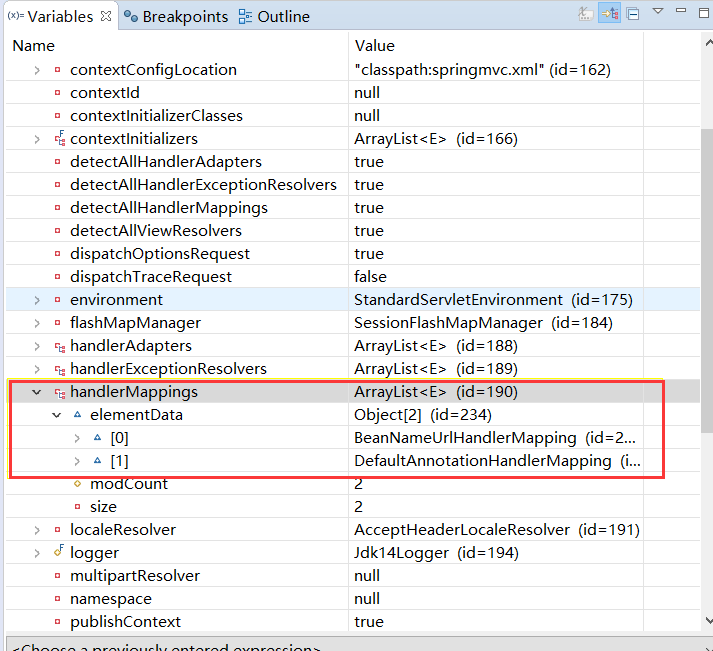 (x)= Variables Breakpoints Outline
Name Value
contextConfigLocation "classpath:springmvc.xml" (id=162)
contextId null
contextInitializerClasses null
contextInitializers ArrayList<E> (id=166)
detectAllHandlerAdapters true
detectAllHandlerExceptionResolvers true
detectAllHandlerMappings true
detectAllViewResolvers true
dispatchOptionsRequest true
dispatchTraceRequest false
environment StandardServletEnvironment (id=175)
flashMapManager SessionFlashMapManager (id=184)
handlerAdapters ArrayList<E> (id=188)
handlerExceptionResolvers ArrayList<E> (id=189)
handlerMappings ArrayList<E> (id=190)
elementData Object[2] (id=234)
[0] BeanNameUrlHandlerMapping (id=2...
[1] DefaultAnnotationHandlerMapping (i...
modCount 2
size 2
localeResolver AcceptHeaderLocaleResolver (id=191)
logger Jdk14Logger (id=194)
multipartResolver null
namespace null
publishContext true
<Choose a previously entered expression>